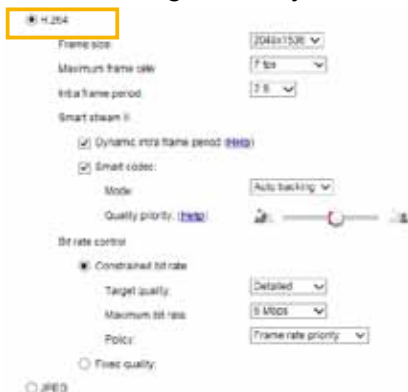 H.264
Frame size 2048x1536
Maximum frame rate 7 fps
Intra frame period
Smart stream II
Dynamic intra frame period (Help)
Smart codec:
Mode: Auto backing
Quality priority: (Help)
Bit rate control
Constrained bit rate
Target quality: Detailed
Maximum bit rate
Mbps
Policy: Frame rate priority
Fixed quality:
JPEG